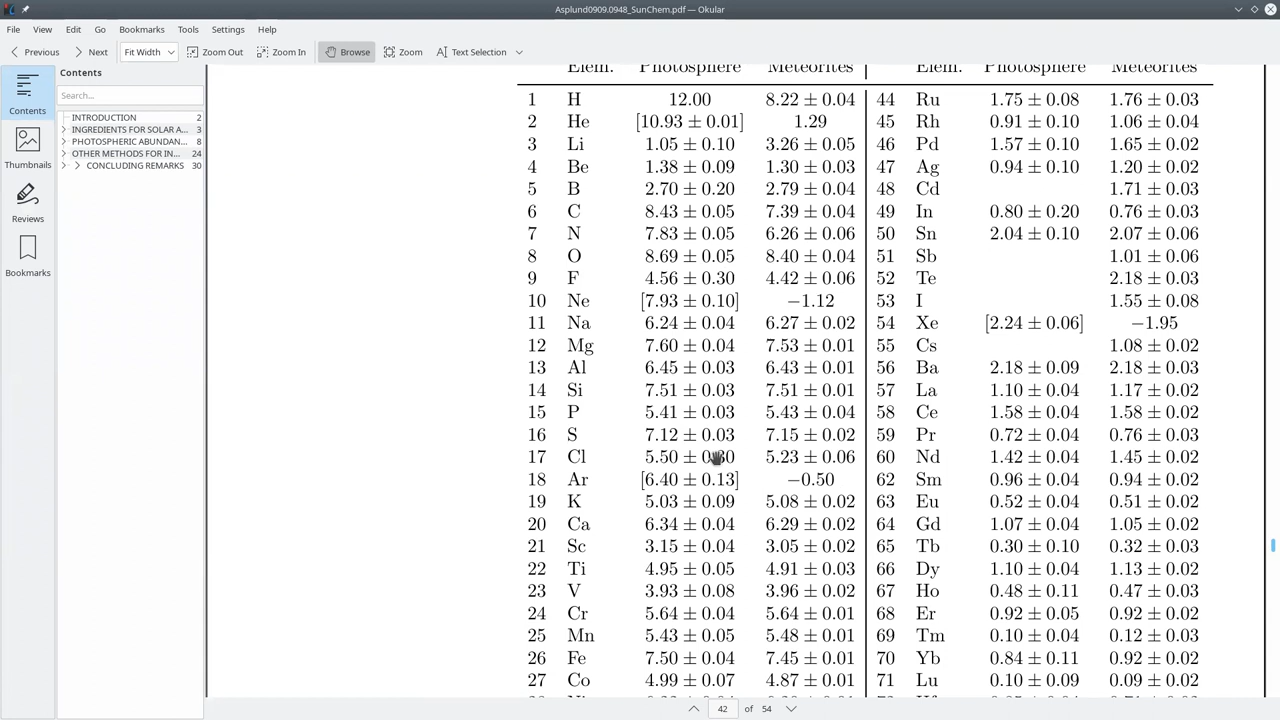 Asplund0909.0948_SunChem.pdf — Okular
File View Edit Go Bookmarks Tools Settings Help
Previous Next Fit Width Zoom Out Zoom In Browse Zoom Text Selection
Contents
Thumbnails
Reviews
Bookmarks
Contents
Search...
INTRODUCTION 2
INGREDIENTS FOR SOLAR A... 3
PHOTOSPHERIC ABUNDAN... 8
OTHER METHODS FOR IN... 24
CONCLUDING REMARKS 30
Elem. Photosphere Meteorites Elem. Photosphere Meteorites
1 H 12.00 8.22 ± 0.04 44 Ru 1.75 ± 0.08 1.76 ± 0.03
2 He [10.93 ± 0.01] 1.29 45 Rh 0.91 ± 0.10 1.06 ± 0.04
3 Li 1.05 ± 0.10 3.26 ± 0.05 46 Pd 1.57 ± 0.10 1.65 ± 0.02
4 Be 1.38 ± 0.09 1.30 ± 0.03 47 Ag 0.94 ± 0.10 1.20 ± 0.02
5 B 2.70 ± 0.20 2.79 ± 0.04 48 Cd 1.71 ± 0.03
6 C 8.43 ± 0.05 7.39 ± 0.04 49 In 0.80 ± 0.20 0.76 ± 0.03
7 N 7.83 ± 0.05 6.26 ± 0.06 50 Sn 2.04 ± 0.10 2.07 ± 0.06
8 O 8.69 ± 0.05 8.40 ± 0.04 51 Sb 1.01 ± 0.06
9 F 4.56 ± 0.30 4.42 ± 0.06 52 Te 2.18 ± 0.03
10 Ne [7.93 ± 0.10] −1.12 53 I 1.55 ± 0.08
11 Na 6.24 ± 0.04 6.27 ± 0.02 54 Xe [2.24 ± 0.06] −1.95
12 Mg 7.60 ± 0.04 7.53 ± 0.01 55 Cs 1.08 ± 0.02
13 Al 6.45 ± 0.03 6.43 ± 0.01 56 Ba 2.18 ± 0.09 2.18 ± 0.03
14 Si 7.51 ± 0.03 7.51 ± 0.01 57 La 1.10 ± 0.04 1.17 ± 0.02
15 P 5.41 ± 0.03 5.43 ± 0.04 58 Ce 1.58 ± 0.04 1.58 ± 0.02
16 S 7.12 ± 0.03 7.15 ± 0.02 59 Pr 0.72 ± 0.04 0.76 ± 0.03
17 Cl 5.50 ± 0.30 5.23 ± 0.06 60 Nd 1.42 ± 0.04 1.45 ± 0.02
18 Ar [6.40 ± 0.13] −0.50 62 Sm 0.96 ± 0.04 0.94 ± 0.02
19 K 5.03 ± 0.09 5.08 ± 0.02 63 Eu 0.52 ± 0.04 0.51 ± 0.02
20 Ca 6.34 ± 0.04 6.29 ± 0.02 64 Gd 1.07 ± 0.04 1.05 ± 0.02
21 Sc 3.15 ± 0.04 3.05 ± 0.02 65 Tb 0.30 ± 0.10 0.32 ± 0.03
22 Ti 4.95 ± 0.05 4.91 ± 0.03 66 Dy 1.10 ± 0.04 1.13 ± 0.02
23 V 3.93 ± 0.08 3.96 ± 0.02 67 Ho 0.48 ± 0.11 0.47 ± 0.03
24 Cr 5.64 ± 0.04 5.64 ± 0.01 68 Er 0.92 ± 0.05 0.92 ± 0.02
25 Mn 5.43 ± 0.05 5.48 ± 0.01 69 Tm 0.10 ± 0.04 0.12 ± 0.03
26 Fe 7.50 ± 0.04 7.45 ± 0.01 70 Yb 0.84 ± 0.11 0.92 ± 0.02
27 Co 4.99 ± 0.07 4.87 ± 0.01 71 Lu 0.10 ± 0.09 0.09 ± 0.02
42 of 54